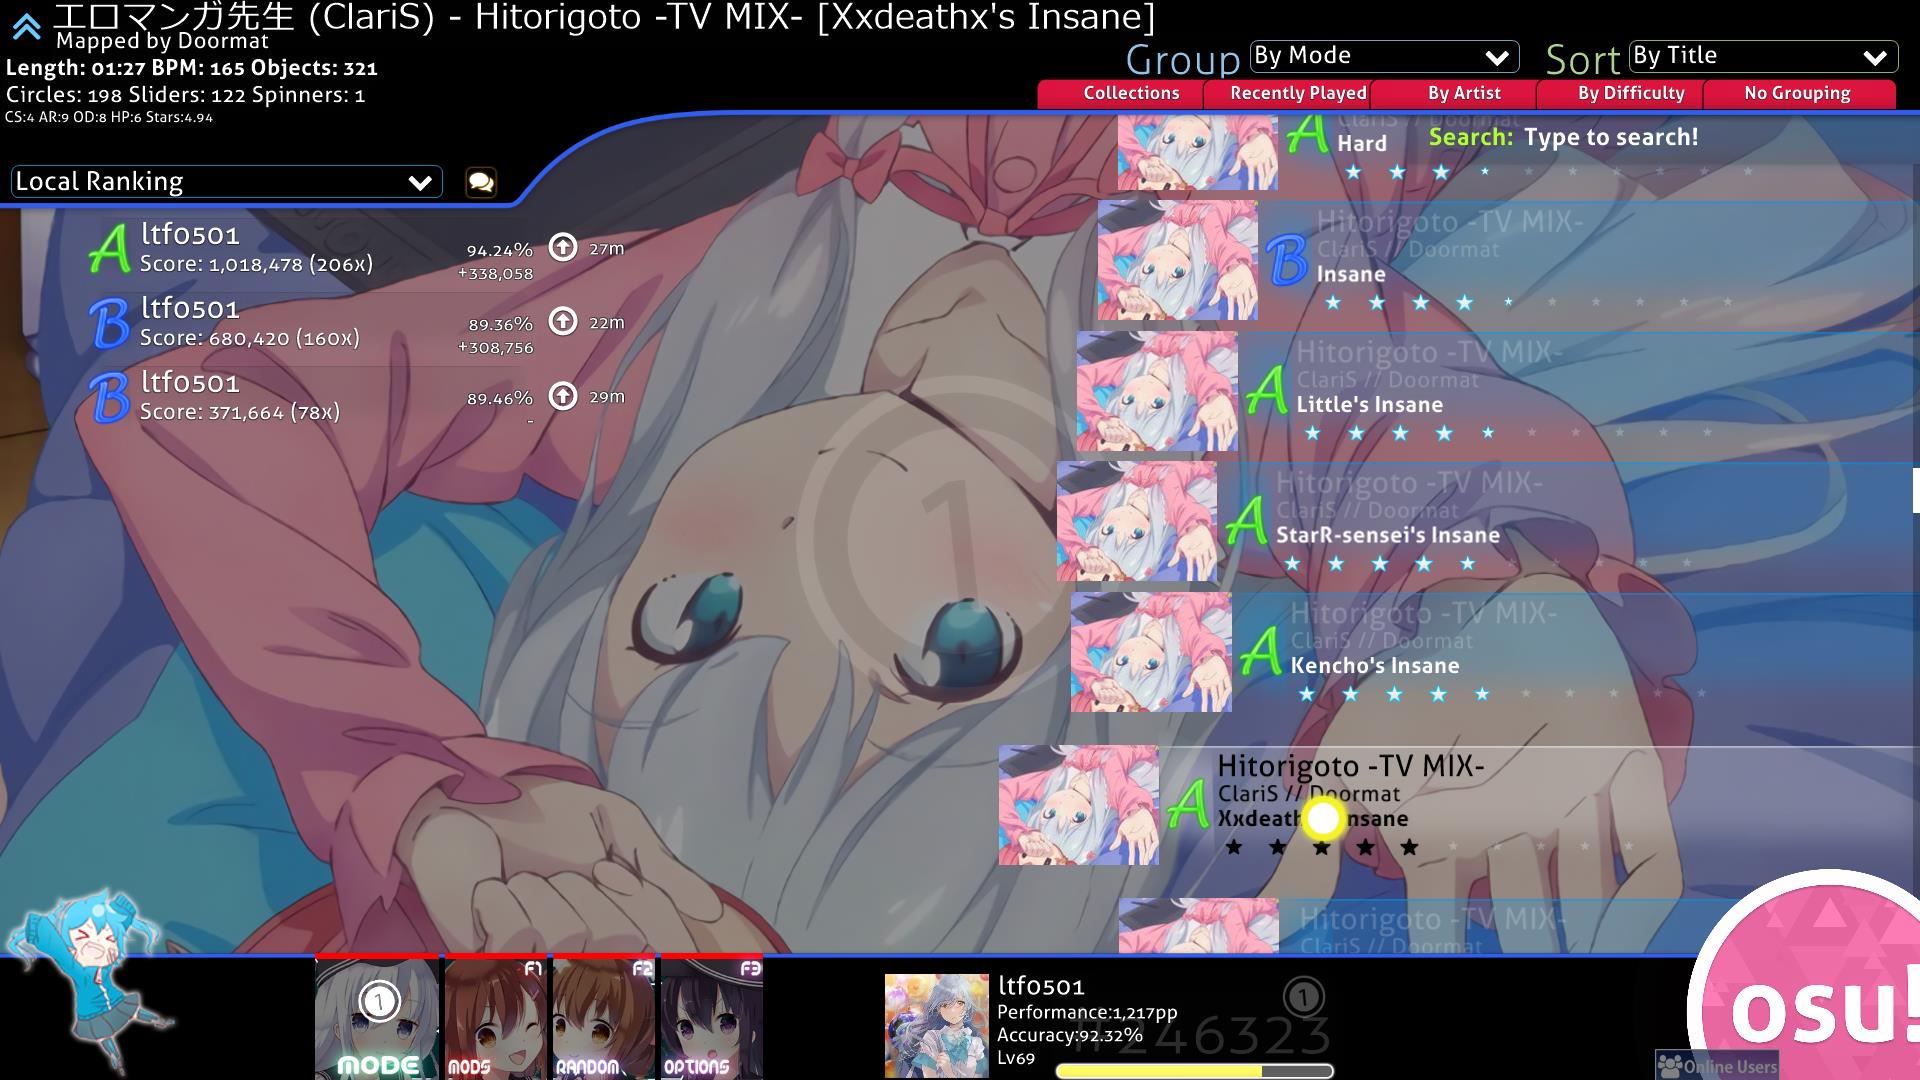 エロマンガ先生 (ClariS) - Hitorigoto -TV MIX- [Xxdeathx's Insane]
Mapped by Doormat
Length: 01:27 BPM: 165 Objects: 321
Circles: 198 Sliders: 122 Spinners: 1
CS:4 AR:9 OD:8 HP:6 Stars:4.94
Group By Mode
Sort By Title
Collections Recently Played By Artist By Difficulty No Grouping
Local Ranking
Search: Type to search!
ltf0501
Score: 1,018,478 (206x)
94.24%
+338,058
27m
ltf0501
Score: 680,420 (160x)
89.36%
+308,756
22m
ltf0501
Score: 371,664 (78x)
89.46%
-
29m
A
ClariS // Doormat
Hard
B
Hitorigoto -TV MIX-
ClariS // Doormat
Insane
A
Hitorigoto -TV MIX-
ClariS // Doormat
Little's Insane
A
Hitorigoto -TV MIX-
ClariS // Doormat
StarR-sensei's Insane
A
Hitorigoto -TV MIX-
ClariS // Doormat
Kencho's Insane
A
Hitorigoto -TV MIX-
ClariS // Doormat
Hitorigoto -TV MIX-
ClariS // Doormat
1
MODE
F1
MODS
F2
RANDOM
F3
OPTIONS
ltf0501
Performance:1,217pp
Accuracy:92.32%
Lv69
#246323
1
osu!
Online Users